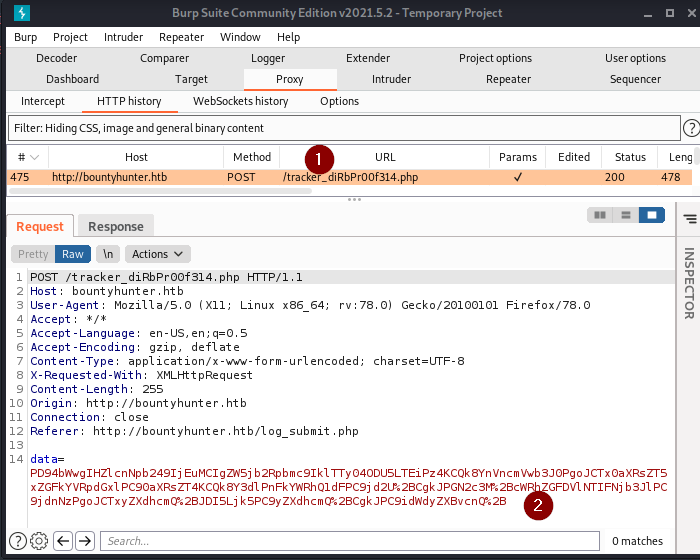 Burp Suite Community Edition v2021.5.2 - Temporary Project
Burp Project Intruder Repeater Window Help
Decoder Comparer Logger Extender Project options User options
Dashboard Target Proxy Intruder Repeater Sequencer
Intercept HTTP history WebSockets history Options
Filter: Hiding CSS, image and general binary content ?
# Host Method 1 URL Params Edited Status Leng
475 http://bountyhunter.htb POST /tracker_diRbPr00f314.php ✓ 200 478
Request Response
Pretty Raw \n Actions
INSPECTOR
1 POST /tracker_diRbPr00f314.php HTTP/1.1
2 Host: bountyhunter.htb
3 User-Agent: Mozilla/5.0 (X11; Linux x86_64; rv:78.0) Gecko/20100101 Firefox/78.0
4 Accept: */*
5 Accept-Language: en-US,en;q=0.5
6 Accept-Encoding: gzip, deflate
7 Content-Type: application/x-www-form-urlencoded; charset=UTF-8
8 X-Requested-With: XMLHttpRequest
9 Content-Length: 255
10 Origin: http://bountyhunter.htb
11 Connection: close
12 Referer: http://bountyhunter.htb/log_submit.php
13
14 data=
2
? Search... 0 matches